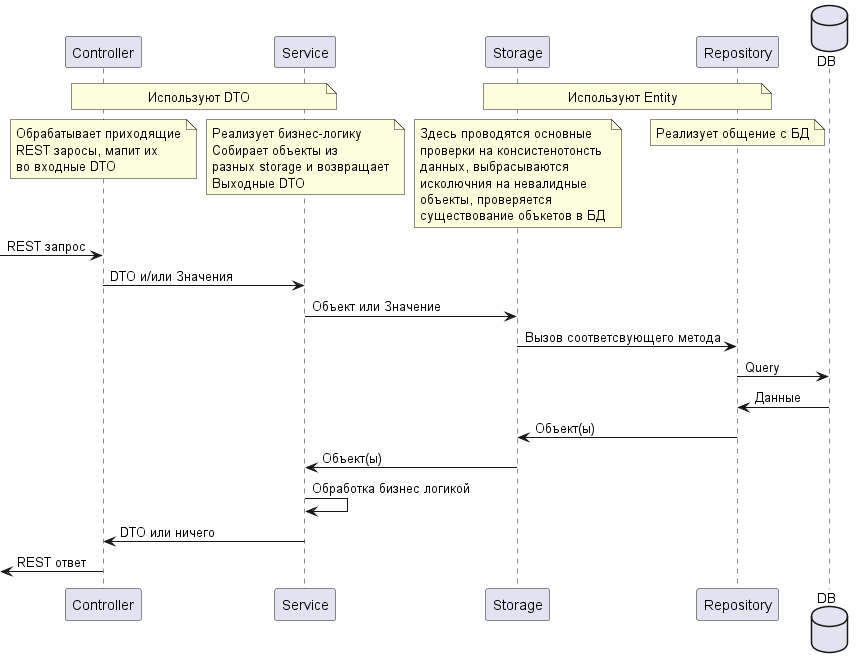 Controller
Service
Storage
Repository
DB
Используют DTO
Используют Entity
Обрабатывает приходящие
REST заросы, мапит их
во входные DTO
Реализует бизнес-логику
Собирает объекты из
разных storage и возвращает
Выходные DTO
Здесь проводятся основные
проверки на консистенотонсть
данных, выбрасываются
исколючния на невалидные
объекты, проверяется
существование объкетов в БД
Реализует общение с БД
REST запрос
DTO и/или Значения
Объект или Значение
Вызов соответсвующего метода
Query
Данные
Объект(ы)
Объект(ы)
Обработка бизнес логикой
DTO или ничего
REST ответ
Controller
Service
Storage
Repository
DB